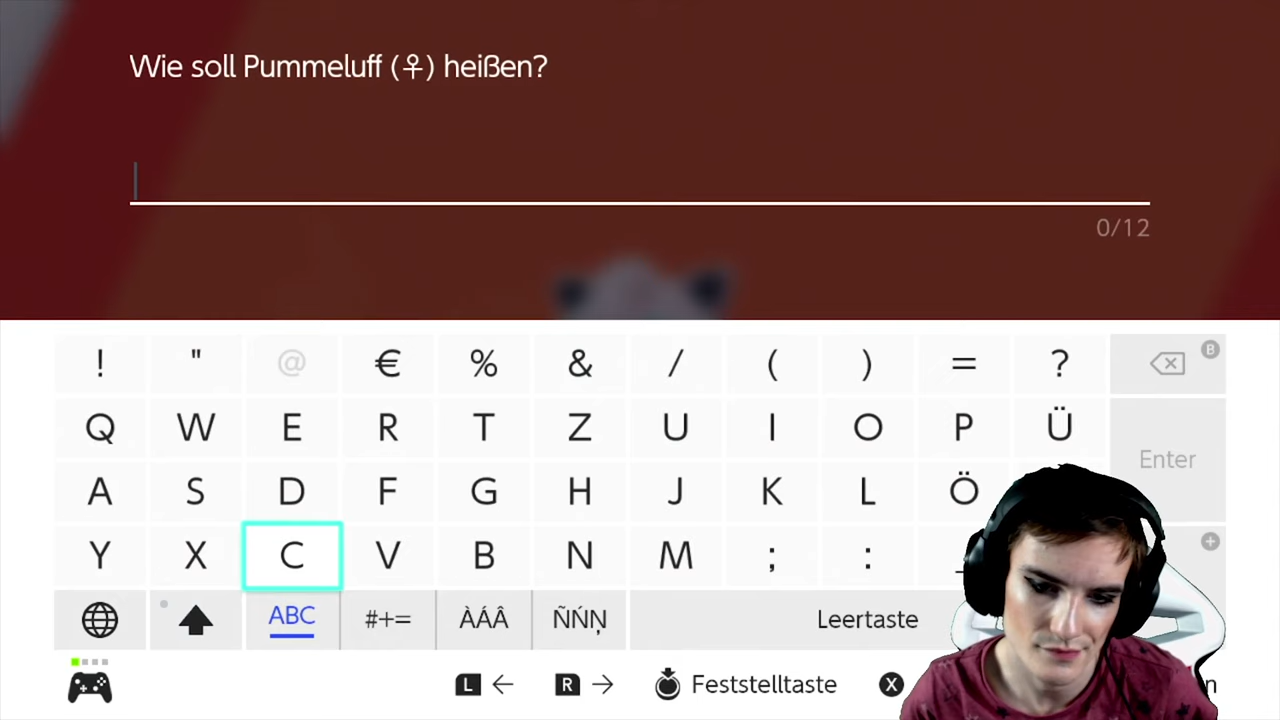 Wie soll Pummeluff (♀) heißen?
0/12
! " @ € % & / ( ) = ? B
Q W E R T Z U I O P Ü
Enter
A S D F G H J K L Ö
Y X C V B N M ; : _ +
ABC #+= ÀÁÂ ÑŃŅ Leertaste
L ← R → Feststelltaste X n